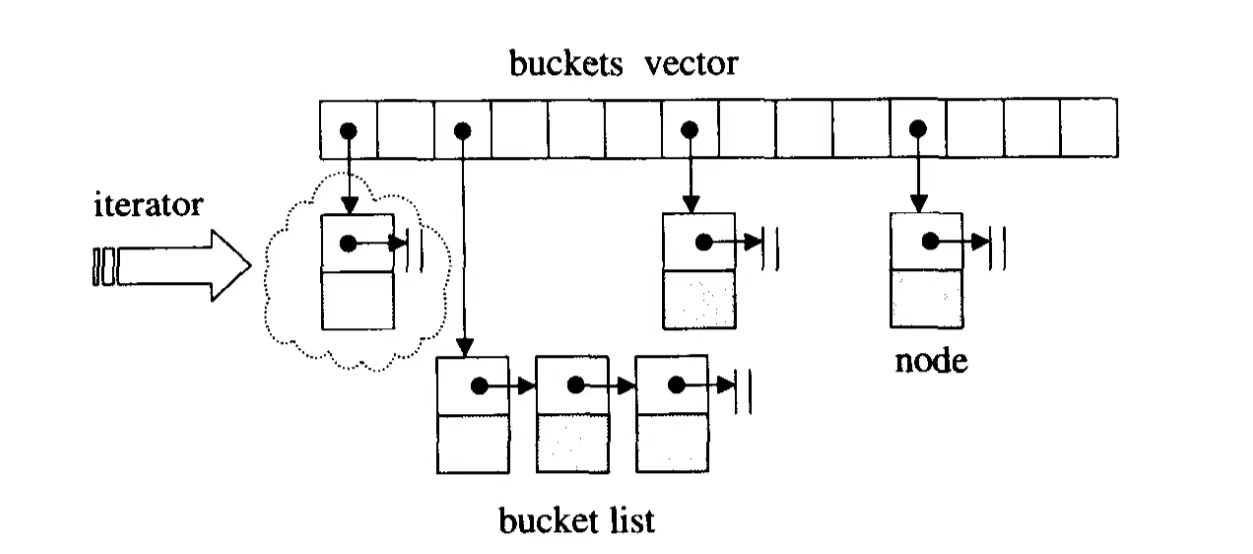 buckets vector
iterator
node
bucket list